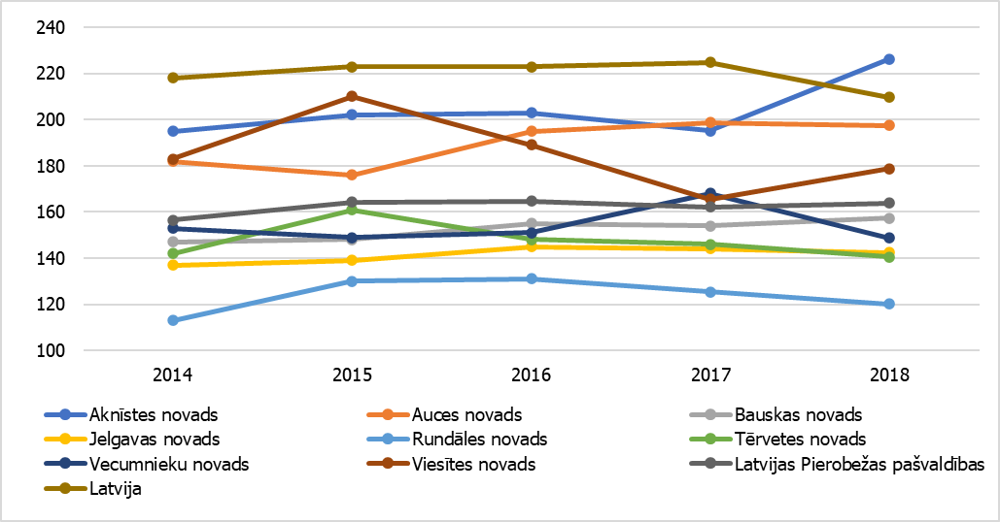 240
220
200
180
160
140
120
100
2014 2015 2016 2017 2018
Aknīstes novads Auces novads Bauskas novads
Jelgavas novads Rundāles novads Tērvetes novads
Vecumnieku novads Viesītes novads Latvijas Pierobežas pašvaldības
Latvija